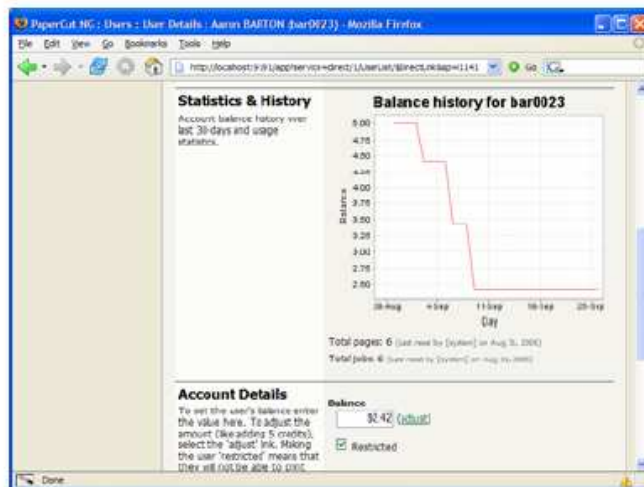 PaperCut NG : Users : User Details : Aaron BARTON (bar0023) - Mozilla Firefox
File Edit View Go Bookmarks Tools Help
Go
Statistics & History
Account balance history over
last 30-days and usage
statistics.
Balance history for bar0023
5.00
4.75
4.50
4.25
4.00
3.75
3.50
3.25
3.00
2.75
2.50
Balance
4-Sep
11-Sep
Day
Total pages: 6
Total jobs: 6
Account Details
To set the user's balance enter
the value here. To adjust the
amount (like adding 5 credits),
select the 'adjust' link. Making
the user 'restricted' means that
they will not be able to print
Balance
$2.42 (adjust)
Restricted
Done